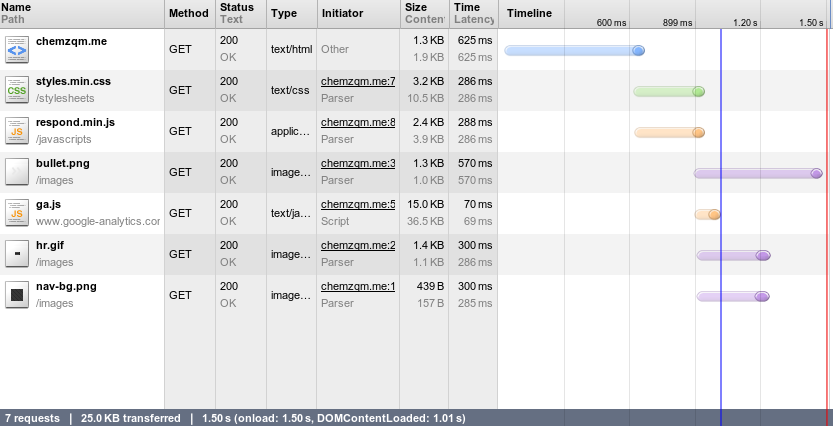 Name Method Status Type Initiator Size Time Timeline
Path Text Content Latency 600 ms 899 ms 1.20 s 1.50 s
chemzqm.me GET 200 text/html Other 1.3 KB 625 ms
OK 1.9 KB 625 ms
styles.min.css GET 200 text/css chemzqm.me:7 3.2 KB 286 ms
/stylesheets OK Parser 10.5 KB 286 ms
CSS
respond.min.js GET 200 applic… chemzqm.me:8 2.4 KB 288 ms
/javascripts OK Parser 3.9 KB 286 ms
JS
bullet.png GET 200 image… chemzqm.me:3 1.3 KB 570 ms
/images OK Parser 1.0 KB 570 ms
ga.js GET 200 text/ja… chemzqm.me:5 15.0 KB 70 ms
www.google-analytics.cor OK Script 36.5 KB 69 ms
JS
hr.gif GET 200 image… chemzqm.me:2 1.4 KB 300 ms
/images OK Parser 1.1 KB 286 ms
nav-bg.png GET 200 image… chemzqm.me:1 439 B 300 ms
/images OK Parser 157 B 285 ms
7 requests | 25.0 KB transferred | 1.50 s (onload: 1.50 s, DOMContentLoaded: 1.01 s)